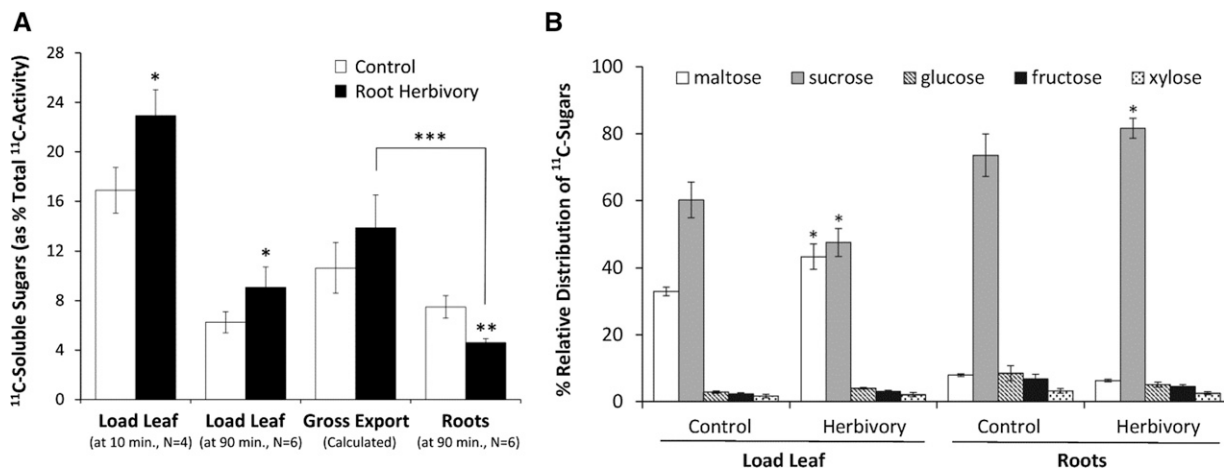 A
¹¹C-Soluble Sugars (as % Total ¹¹C-Activity)
28
24
20
16
12
8
4
0
Control
Root Herbivory
*
*
***
**
Load Leaf
(at 10 min., N=4)
Load Leaf
(at 90 min., N=6)
Gross Export
(Calculated)
Roots
(at 90 min., N=6)
B
% Relative Distribution of ¹¹C-Sugars
100
80
60
40
20
0
maltose sucrose glucose fructose xylose
* *
*
Control Herbivory Control Herbivory
Load Leaf Roots